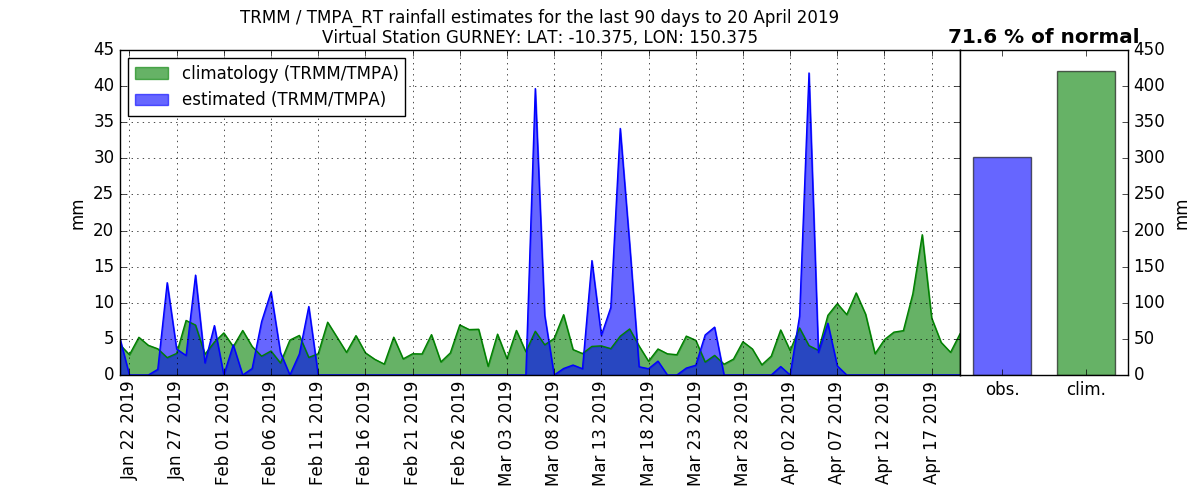 TRMM / TMPA_RT rainfall estimates for the last 90 days to 20 April 2019
Virtual Station GURNEY: LAT: -10.375, LON: 150.375
71.6 % of normal
climatology (TRMM/TMPA)
estimated (TRMM/TMPA)
45
40
35
30
25
20
15
10
5
0
mm
Jan 22 2019
Jan 27 2019
Feb 01 2019
Feb 06 2019
Feb 11 2019
Feb 16 2019
Feb 21 2019
Feb 26 2019
Mar 03 2019
Mar 08 2019
Mar 13 2019
Mar 18 2019
Mar 23 2019
Mar 28 2019
Apr 02 2019
Apr 07 2019
Apr 12 2019
Apr 17 2019
obs.
clim.
450
400
350
300
250
200
150
100
50
0
mm